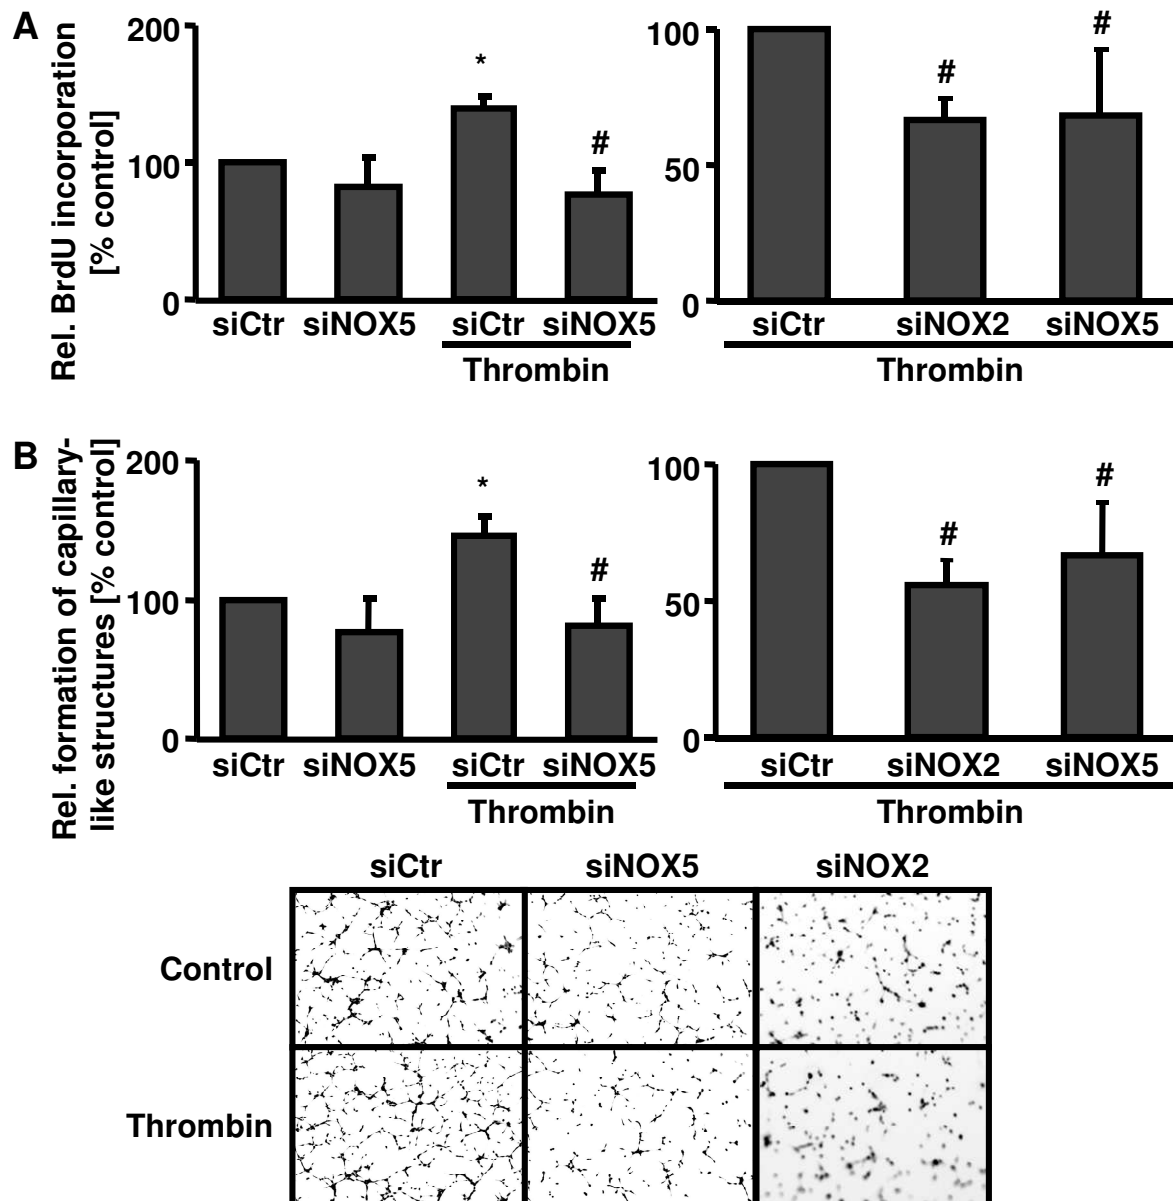 A
Rel. BrdU incorporation
[% control]
200
100
0
*
#
siCtr siNOX5 siCtr siNOX5
Thrombin
100
50
0
#
#
siCtr siNOX2 siNOX5
Thrombin
B
Rel. formation of capillary-
like structures [% control]
200
100
0
*
#
siCtr siNOX5 siCtr siNOX5
Thrombin
100
50
0
#
#
siCtr siNOX2 siNOX5
Thrombin
siCtr siNOX5 siNOX2
Control
Thrombin